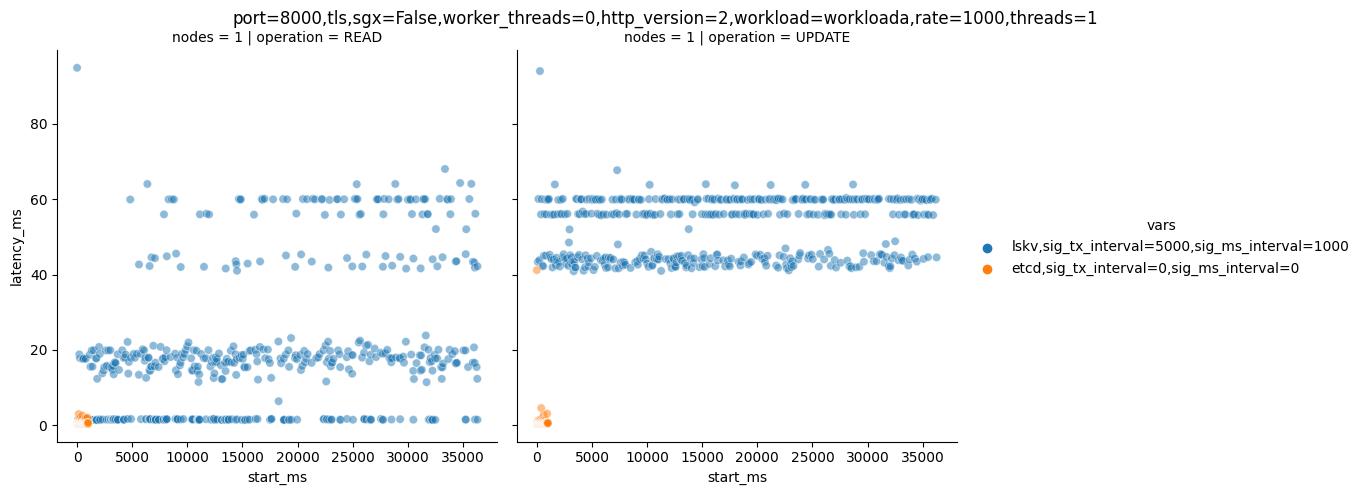 port=8000,tls,sgx=False,worker_threads=0,http_version=2,workload=workloada,rate=1000,threads=1
nodes = 1 | operation = READ
nodes = 1 | operation = UPDATE
latency_ms
80
60
40
20
0
0 5000 10000 15000 20000 25000 30000 35000
start_ms
0 5000 10000 15000 20000 25000 30000 35000
start_ms
vars
lskv,sig_tx_interval=5000,sig_ms_interval=1000
etcd,sig_tx_interval=0,sig_ms_interval=0